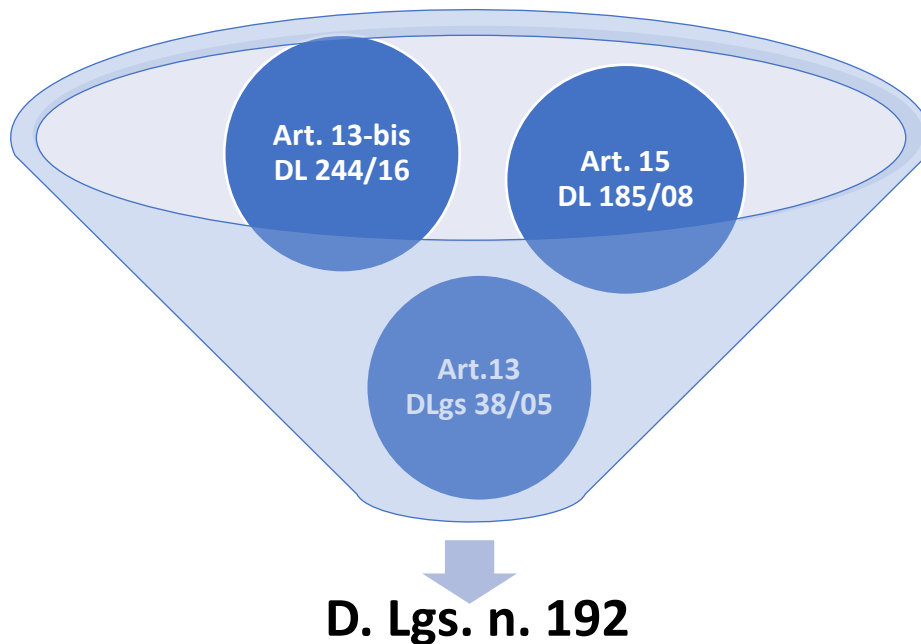 Art. 13-bis
DL 244/16
Art. 15
DL 185/08
Art.13
DLgs 38/05
D. Lgs. n. 192